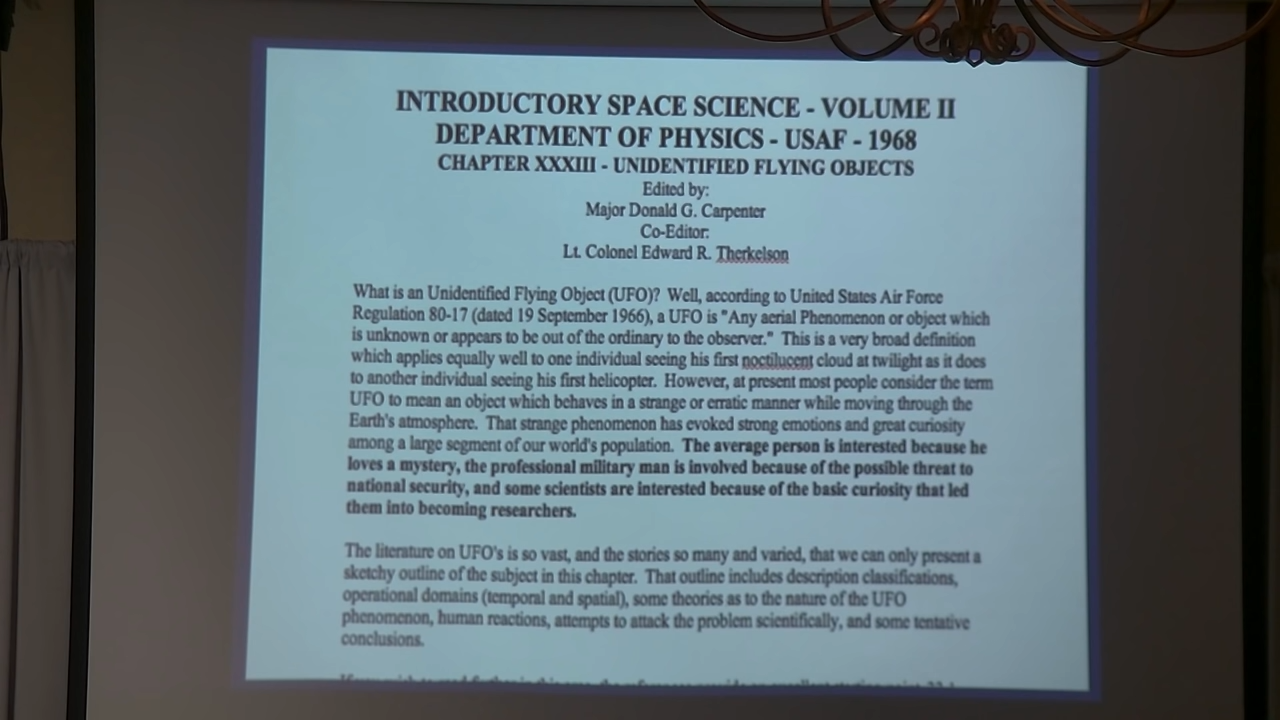 INTRODUCTORY SPACE SCIENCE - VOLUME II
DEPARTMENT OF PHYSICS - USAF - 1968
CHAPTER XXXIII - UNIDENTIFIED FLYING OBJECTS
Edited by:
Major Donald G. Carpenter
Co-Editor:
Lt. Colonel Edward R. Therkelson
What is an Unidentified Flying Object (UFO)? Well, according to United States Air Force
Regulation 80-17 (dated 19 September 1966), a UFO is "Any aerial Phenomenon or object which
is unknown or appears to be out of the ordinary to the observer." This is a very broad definition
which applies equally well to one individual seeing his first noctilucent cloud at twilight as it does
to another individual seeing his first helicopter. However, at present most people consider the term
UFO to mean an object which behaves in a strange or erratic manner while moving through the
Earth's atmosphere. That strange phenomenon has evoked strong emotions and great curiosity
among a large segment of our world's population. The average person is interested because he
loves a mystery, the professional military man is involved because of the possible threat to
national security, and some scientists are interested because of the basic curiosity that led
them into becoming researchers.
The literature on UFO's is so vast, and the stories so many and varied, that we can only present a
sketchy outline of the subject in this chapter. That outline includes description classifications,
operational domains (temporal and spatial), some theories as to the nature of the UFO
phenomenon, human reactions, attempts to attack the problem scientifically, and some tentative
conclusions.